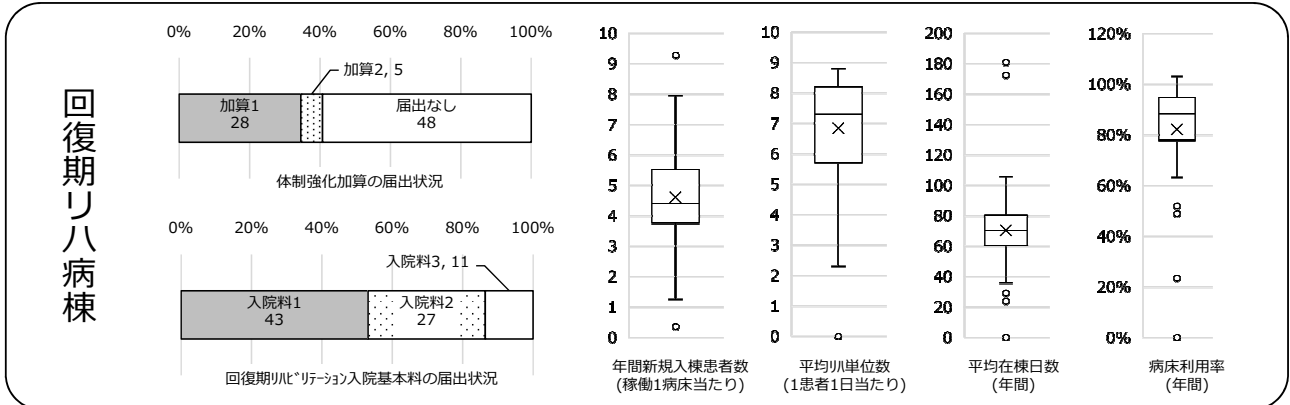 回復期リハ病棟
0% 20% 40% 60% 80% 100%
加算2, 5
加算1
28
届出なし
48
体制強化加算の届出状況
0% 20% 40% 60% 80% 100%
入院料3, 11
入院料1
43
入院料2
27
回復期ﾘﾊﾋﾞﾘﾃｰｼｮﾝ入院基本料の届出状況
10
9
8
7
6
5
4
3
2
1
0
年間新規入棟患者数
(稼働1病床当たり)
10
9
8
7
6
5
4
3
2
1
0
平均ﾘﾊ単位数
(1患者1日当たり)
200
180
160
140
120
100
80
60
40
20
0
平均在棟日数
(年間)
120%
100%
80%
60%
40%
20%
0%
病床利用率
(年間)